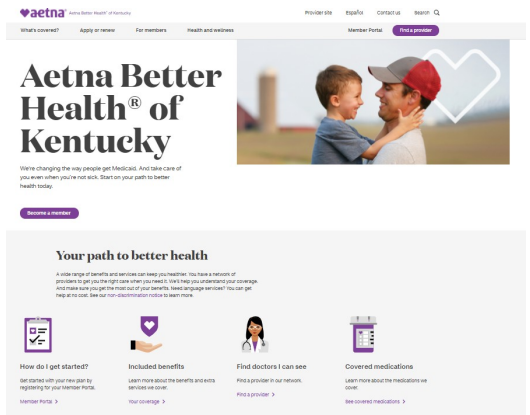 aetna® Aetna Better Health® of Kentucky
Provider site Español Contact us Search
What's covered? Apply or renew For members Health and wellness Member Portal Find a provider
Aetna Better
Health® of
Kentucky
We're changing the way people get Medicaid. And take care of
you even when you're not sick. Start on your path to better
health today.
Become a member
Your path to better health
A wide range of benefits and services can keep you healthier. You have a network of
providers to get you the right care when you need it. We'll help you understand your coverage.
And make sure you get the most out of your benefits. Need language services? You can get
help at no cost. See our non-discrimination notice to learn more.
How do I get started?
Get started with your new plan by
registering for your Member Portal.
Member Portal >
Included benefits
Learn more about the benefits and extra
services we cover.
Your coverage >
Find doctors I can see
Find a provider in our network.
Find a provider >
Covered medications
Learn more about the medications we
cover.
See covered medications >